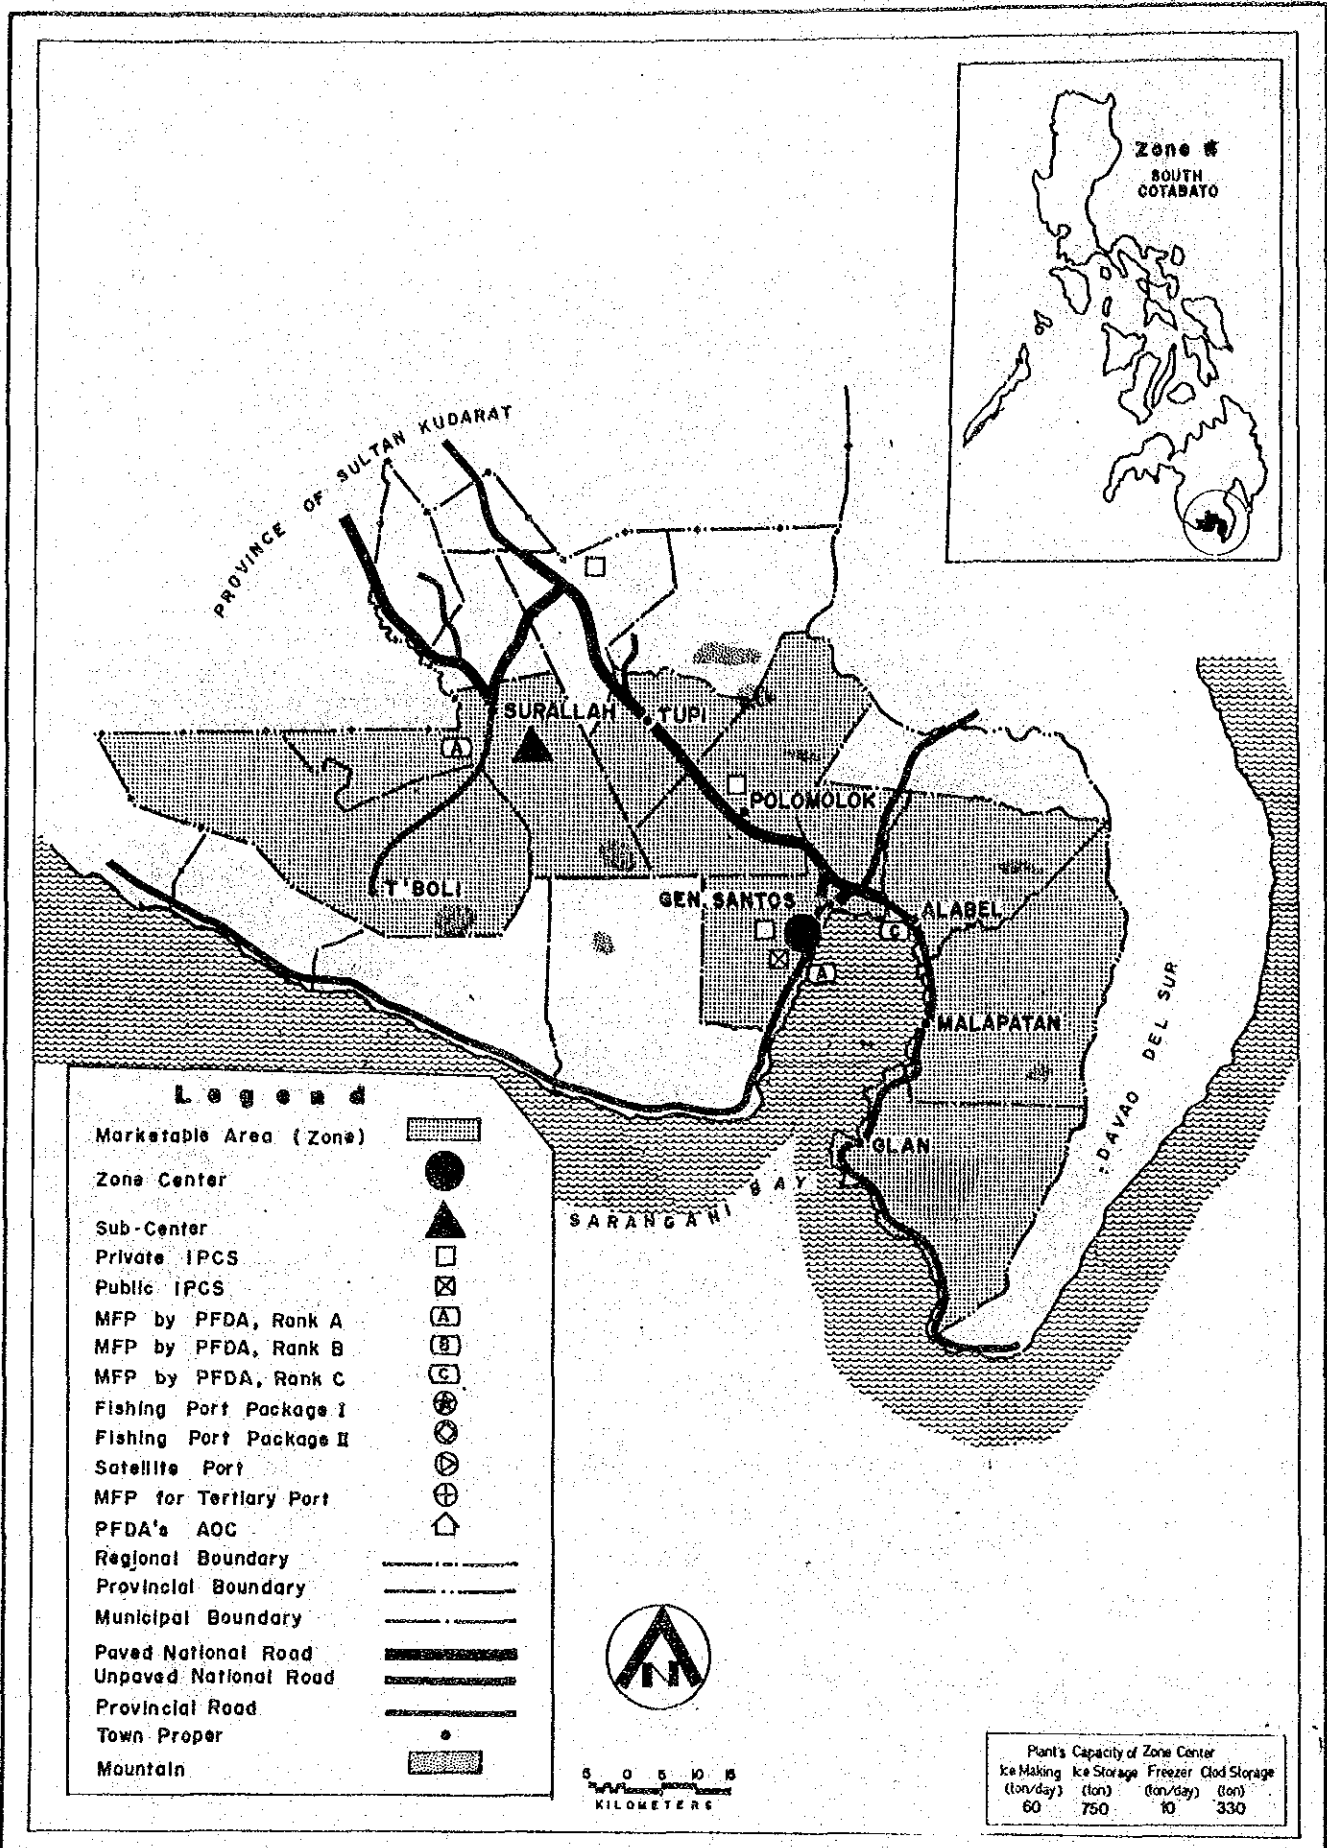 Zone
SOUTH
COTABATO
PROVINCE OF SULTAN KUDARAT
SURALLAH
TUPI
A
POLOMOLOK
T'BOLI
GEN. SANTOS
ALABEL
C
A
MALAPATAN
DAVAO DEL SUR
GLAN
SARANGANI BAY
Legend
Marketable Area (Zone)
Zone Center
Sub-Center
Private IPCS
Public IPCS
MFP by PFDA, Rank A
A
MFP by PFDA, Rank B
B
MFP by PFDA, Rank C
C
Fishing Port Package I
Fishing Port Package II
Satellite Port
MFP for Tertiary Port
PFDA's AOC
Regional Boundary
Provincial Boundary
Municipal Boundary
Paved National Road
Unpaved National Road
Provincial Road
Town Proper
Mountain
N
5 0 5 10 15
KILOMETERS
Plant's Capacity of Zone Center
Ice Making Ice Storage Freezer Clod Storage
(ton/day) (ton) (ton/day) (ton)
60 750 10 330